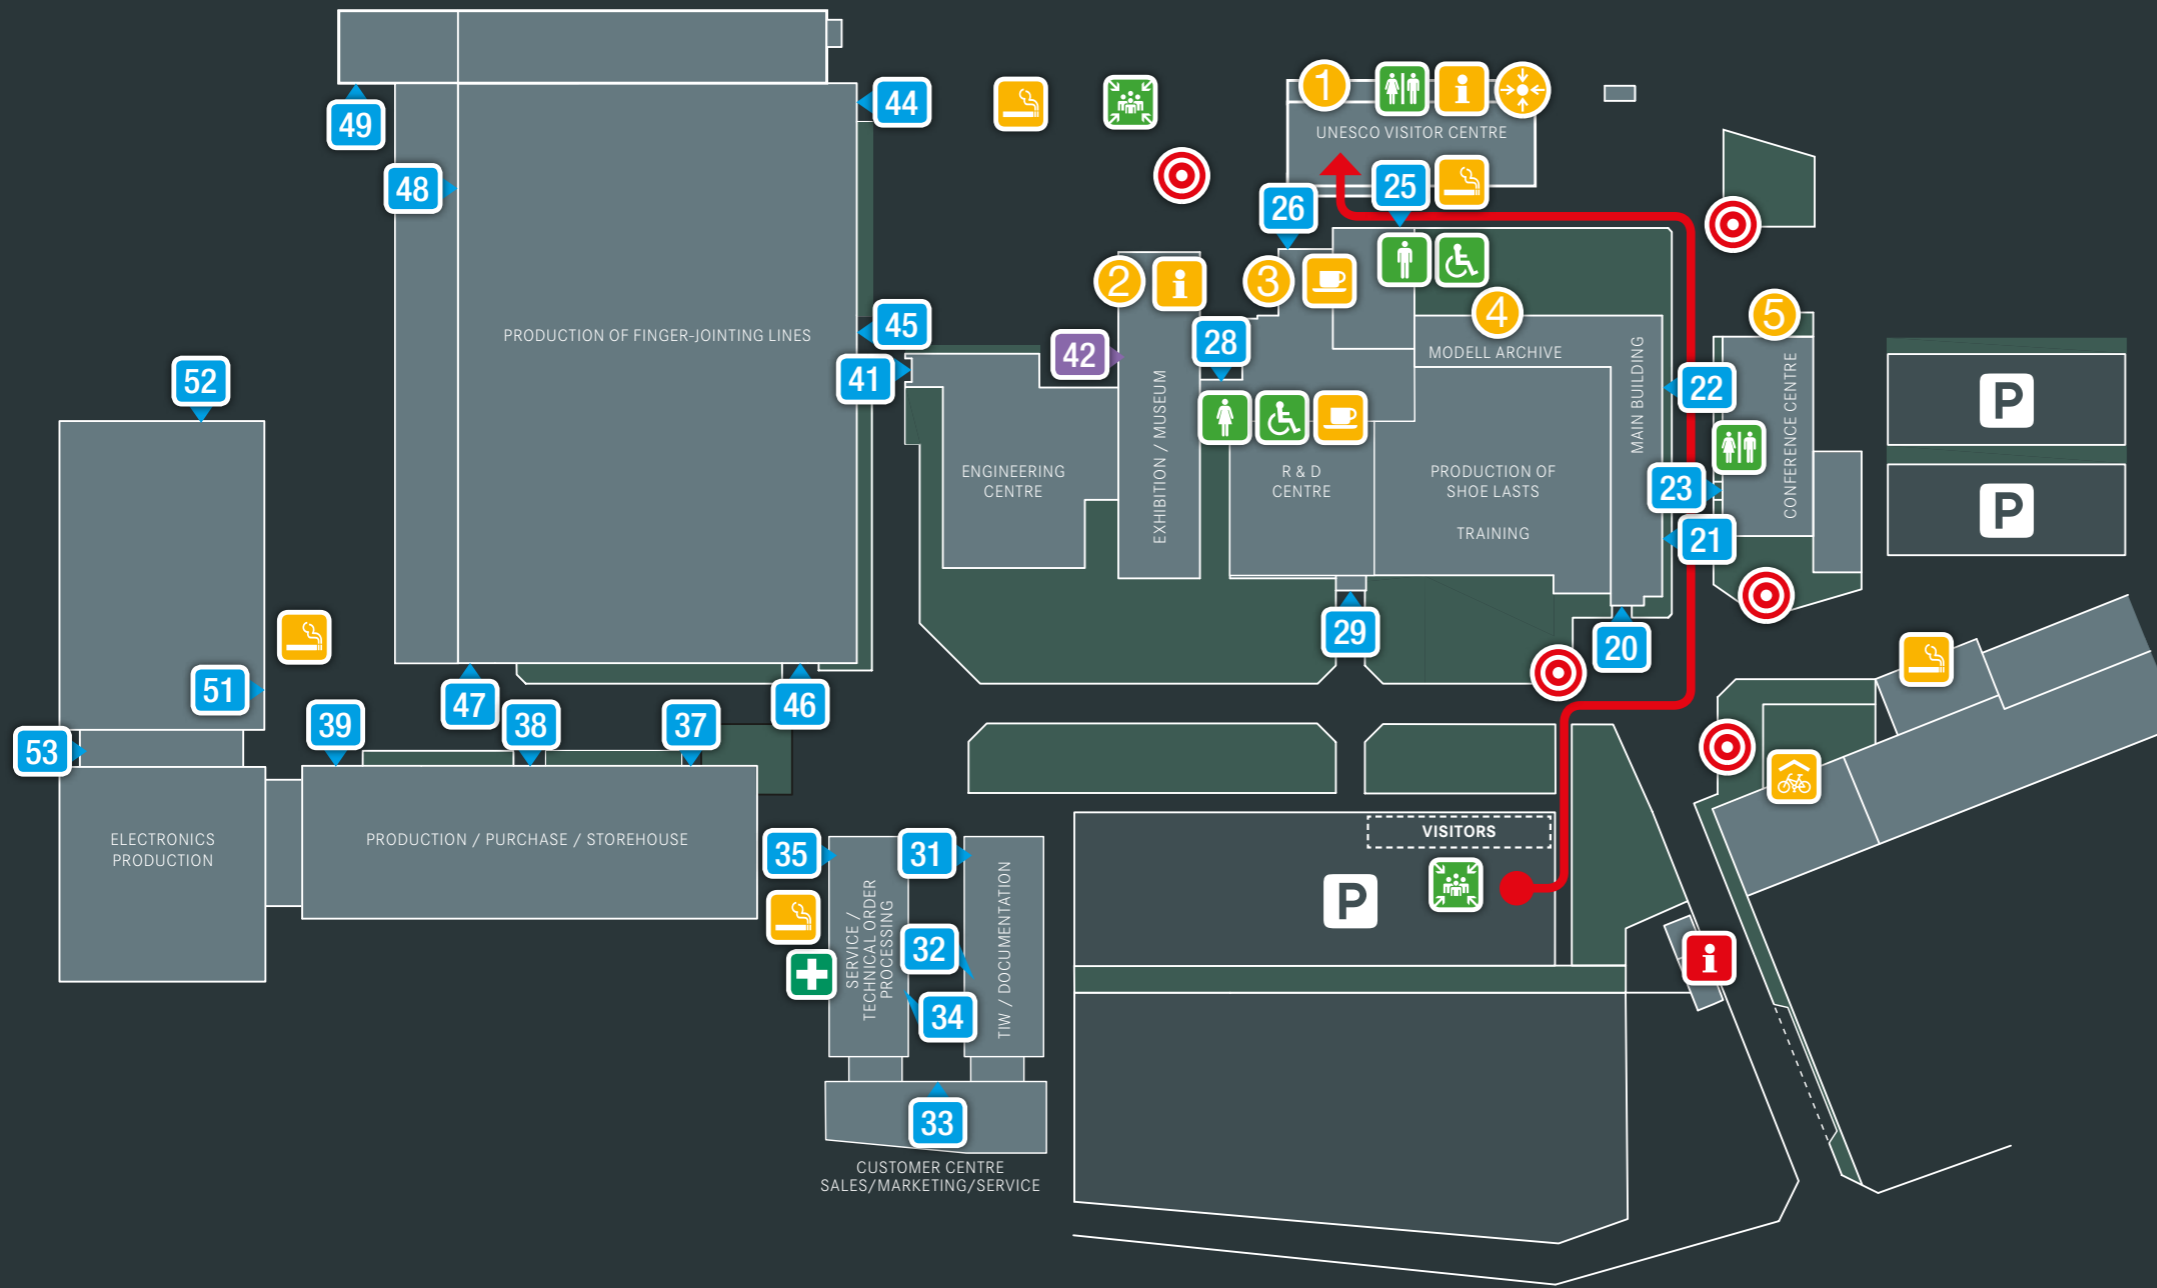 1
i
44
49
UNESCO VISITOR CENTRE
48
25
26
2
i
3
4
5
45
PRODUCTION OF FINGER-JOINTING LINES
28
42
MODELL ARCHIVE
41
52
22
MAIN BUILDING
CONFERENCE CENTRE
P
EXHIBITION / MUSEUM
ENGINEERING
CENTRE
R & D
CENTRE
PRODUCTION OF
SHOE LASTS
TRAINING
23
P
21
29
20
51
47
46
39
38
37
53
VISITORS
ELECTRONICS
PRODUCTION
PRODUCTION / PURCHASE / STOREHOUSE
35
31
SERVICE /
TECHNICAL ORDER
PROCESSING
TIW / DOCUMENTATION
P
32
i
34
33
CUSTOMER CENTRE
SALES/MARKETING/SERVICE